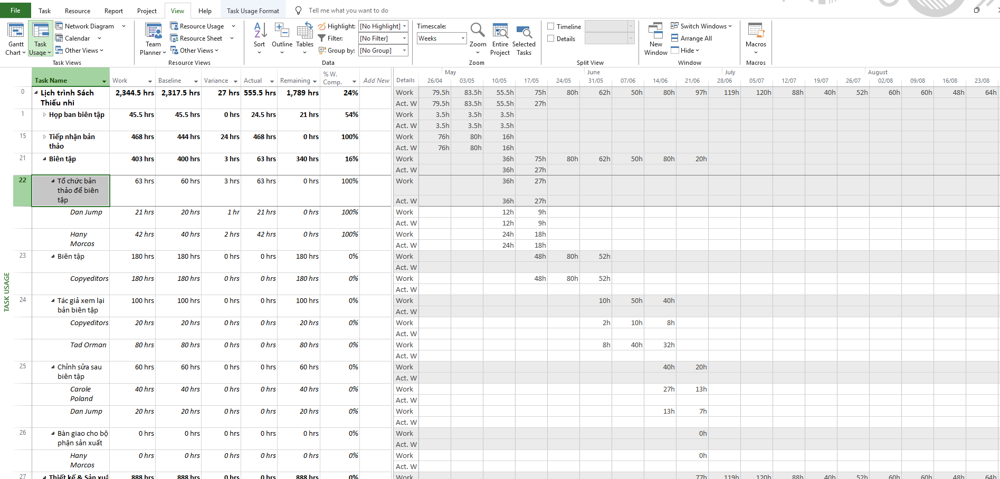 File Task Resource Report Project View Help Task Usage Format Tell me what you want to do
Gantt Chart
Task Usage
Network Diagram
Calendar
Other Views
Task Views
Team Planner
Resource Usage
Resource Sheet
Other Views
Resource Views
Sort
Outline
Tables
Highlight: [No Highlight]
Filter: [No Filter]
Group by: [No Group]
Data
Timescale:
Weeks
Zoom
Entire Project
Selected Tasks
Zoom
Timeline
Details
Split View
New Window
Switch Windows
Arrange All
Hide
Window
Macros
Macros
TASK USAGE
May June July August
Task Name Work Baseline Variance Actual Remaining % W. Comp. Add New Details 26/04 03/05 10/05 17/05 24/05 31/05 07/06 14/06 21/06 28/06 05/07 12/07 19/07 26/07 02/08 09/08 16/08 23/08
0 Lịch trình Sách Thiếu nhi 2,344.5 hrs 2,317.5 hrs 27 hrs 555.5 hrs 1,789 hrs 24% Work 79.5h 83.5h 55.5h 75h 80h 62h 50h 80h 97h 119h 120h 88h 40h 52h 60h 60h 48h 64h
Act. W 79.5h 83.5h 55.5h 27h
1 Họp ban biên tập 45.5 hrs 45.5 hrs 0 hrs 24.5 hrs 21 hrs 54% Work 3.5h 3.5h 3.5h
Act. W 3.5h 3.5h 3.5h
15 Tiếp nhận bản thảo 468 hrs 444 hrs 24 hrs 468 hrs 0 hrs 100% Work 76h 80h 16h
Act. W 76h 80h 16h
21 Biên tập 403 hrs 400 hrs 3 hrs 63 hrs 340 hrs 16% Work 36h 75h 80h 62h 50h 80h 20h
Act. W 36h 27h
22 Tổ chức bản thảo để biên tập 63 hrs 60 hrs 3 hrs 63 hrs 0 hrs 100% Work 36h 27h
Act. W 36h 27h
Dan Jump 21 hrs 20 hrs 1 hr 21 hrs 0 hrs 100% Work 12h 9h
Act. W 12h 9h
Hany Morcos 42 hrs 40 hrs 2 hrs 42 hrs 0 hrs 100% Work 24h 18h
Act. W 24h 18h
23 Biên tập 180 hrs 180 hrs 0 hrs 0 hrs 180 hrs 0% Work 48h 80h 52h
Act. W
Copyeditors 180 hrs 180 hrs 0 hrs 0 hrs 180 hrs 0% Work 48h 80h 52h
Act. W
24 Tác giả xem lại bản biên tập 100 hrs 100 hrs 0 hrs 0 hrs 100 hrs 0% Work 10h 50h 40h
Act. W
Copyeditors 20 hrs 20 hrs 0 hrs 0 hrs 20 hrs 0% Work 2h 10h 8h
Act. W
Tad Orman 80 hrs 80 hrs 0 hrs 0 hrs 80 hrs 0% Work 8h 40h 32h
Act. W
25 Chỉnh sửa sau biên tập 60 hrs 60 hrs 0 hrs 0 hrs 60 hrs 0% Work 40h 20h
Act. W
Carole Poland 40 hrs 40 hrs 0 hrs 0 hrs 40 hrs 0% Work 27h 13h
Act. W
Dan Jump 20 hrs 20 hrs 0 hrs 0 hrs 20 hrs 0% Work 13h 7h
Act. W
26 Bàn giao cho bộ phận sản xuất 0 hrs 0 hrs 0 hrs 0 hrs 0 hrs 0% Work 0h
Act. W
Hany Morcos 0 hrs 0 hrs 0 hrs 0 hrs 0 hrs 0% Work 0h
Act. W
27 Thiết kế & Sản xuấ 888 hrs 888 hrs 0 hrs 0 hrs 888 hrs 0% Work 77h 119h 120h 88h 40h 52h 60h 60h 48h 64h